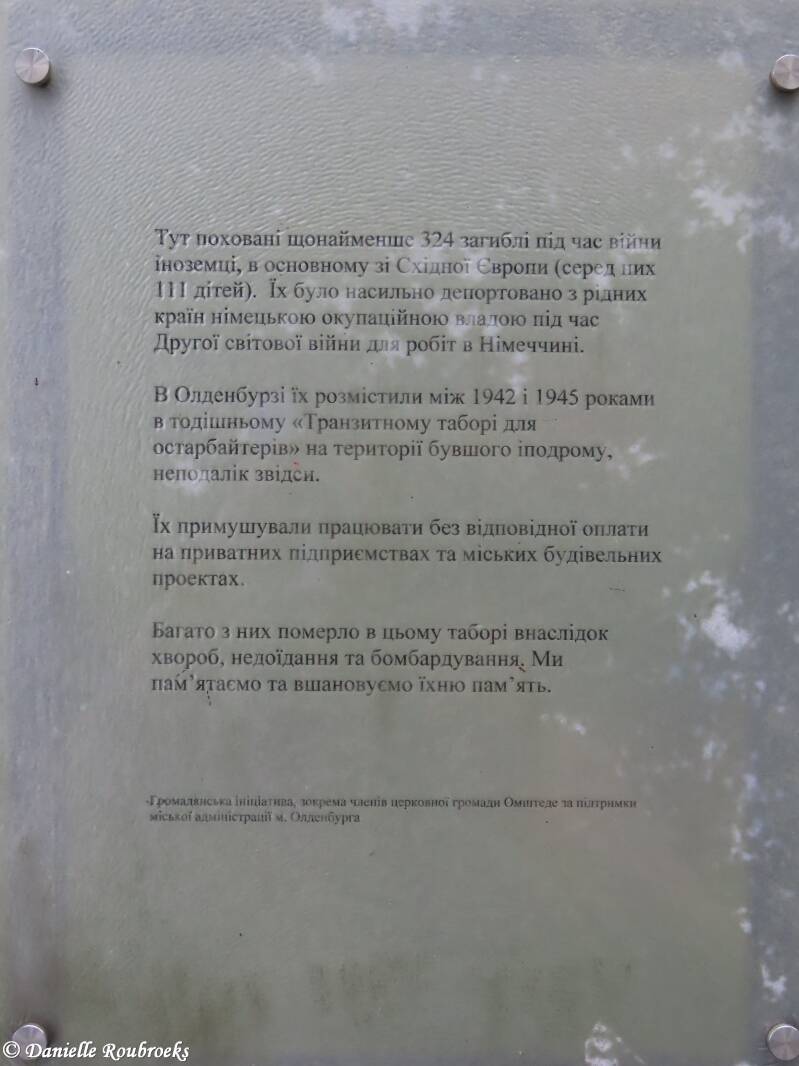 Тут поховані щонайменше 324 загиблі під час війни
іноземці, в основному зі Східної Європи (серед них
111 дітей). Їх було насильно депортовано з рідних
країн німецькою окупаційною владою під час
Другої світової війни для робіт в Німеччині.
В Олденбурзі їх розмістили між 1942 і 1945 роками
в тодішньому «Транзитному таборі для
остарбайтерів» на території бувшого іподрому,
неподалік звідси.
Їх примушували працювати без відповідної оплати
на приватних підприємствах та міських будівельних
проектах.
Багато з них померло в цьому таборі внаслідок
хвороб, недоїдання та бомбардування. Ми
пам’ятаємо та вшановуємо їхню пам’ять.
-Громадянська ініціатива, зокрема членів церковної громади Омштеде за підтримки
міської адміністрації м. Олденбурга
© Danielle Roubroeks